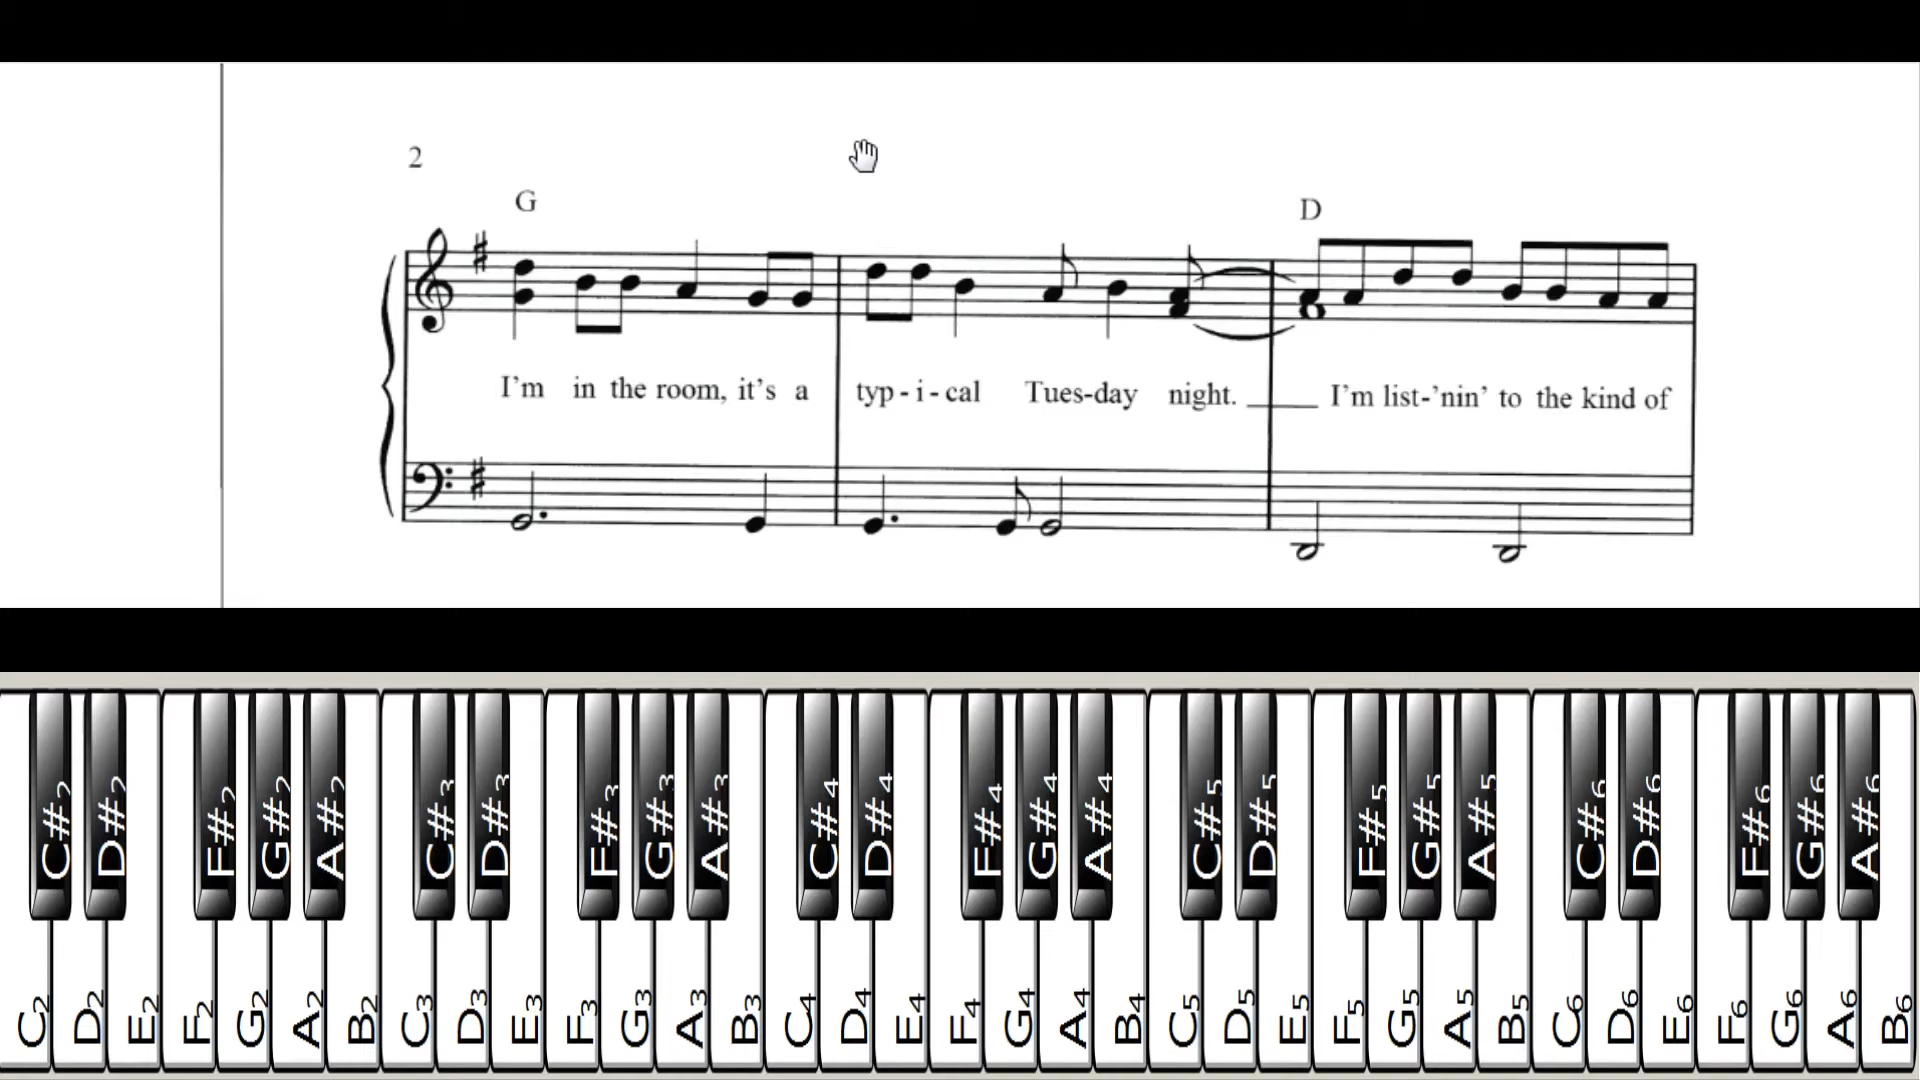 2
G D
I'm in the room, it's a typ - i - cal Tues-day night. ____ I'm list-'nin' to the kind of
C#2 D#2 F#2 G#2 A#2 C#3 D#3 F#3 G#3 A#3 C#4 D#4 F#4 G#4 A#4 C#5 D#5 F#5 G#5 A#5 C#6 D#6 F#6 G#6 A#6
C2 D2 E2 F2 G2 A2 B2 C3 D3 E3 F3 G3 A3 B3 C4 D4 E4 F4 G4 A4 B4 C5 D5 E5 F5 G5 A5 B5 C6 D6 E6 F6 G6 A6 B6